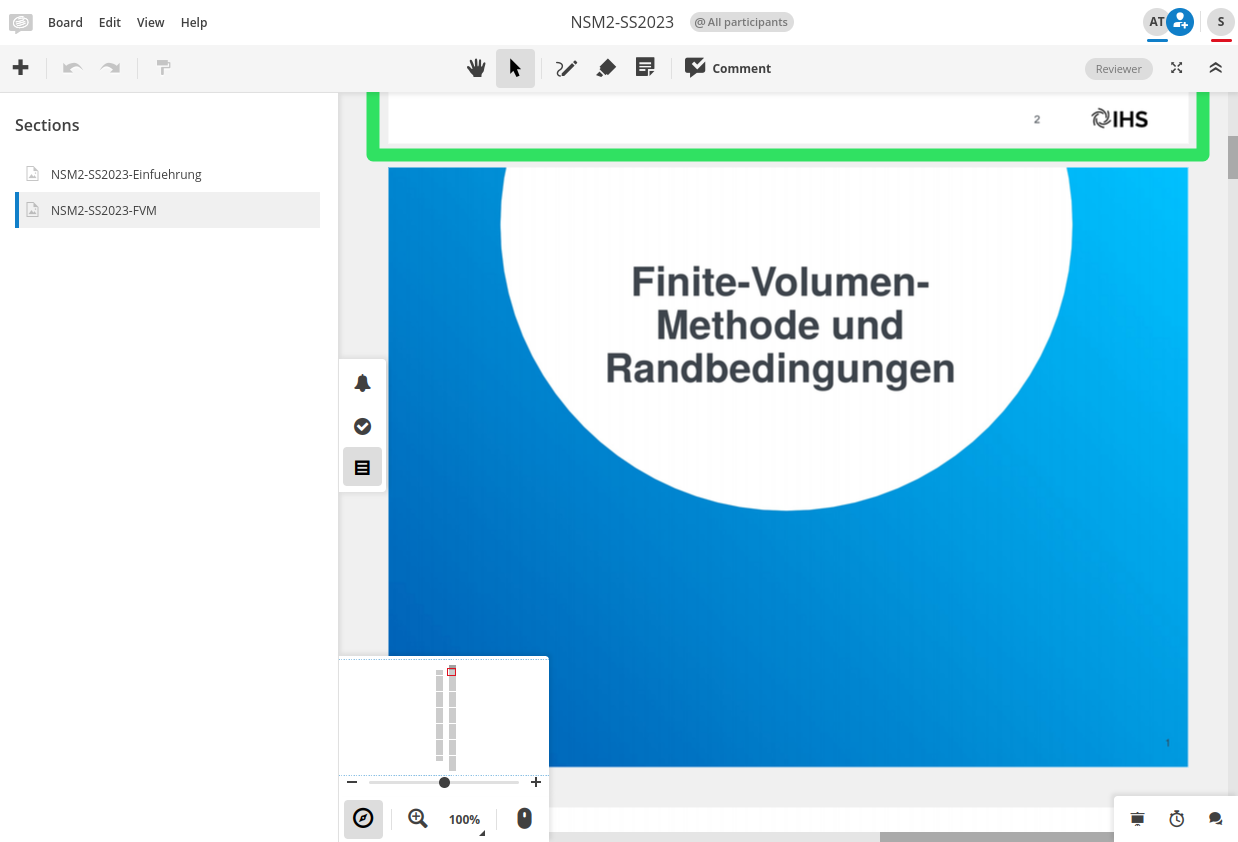 Board Edit View Help
NSM2-SS2023
@ All participants
AT
S
Comment
Reviewer
Sections
NSM2-SS2023-Einfuehrung
NSM2-SS2023-FVM
2
IHS
Finite-Volumen-
Methode und
Randbedingungen
1
100%